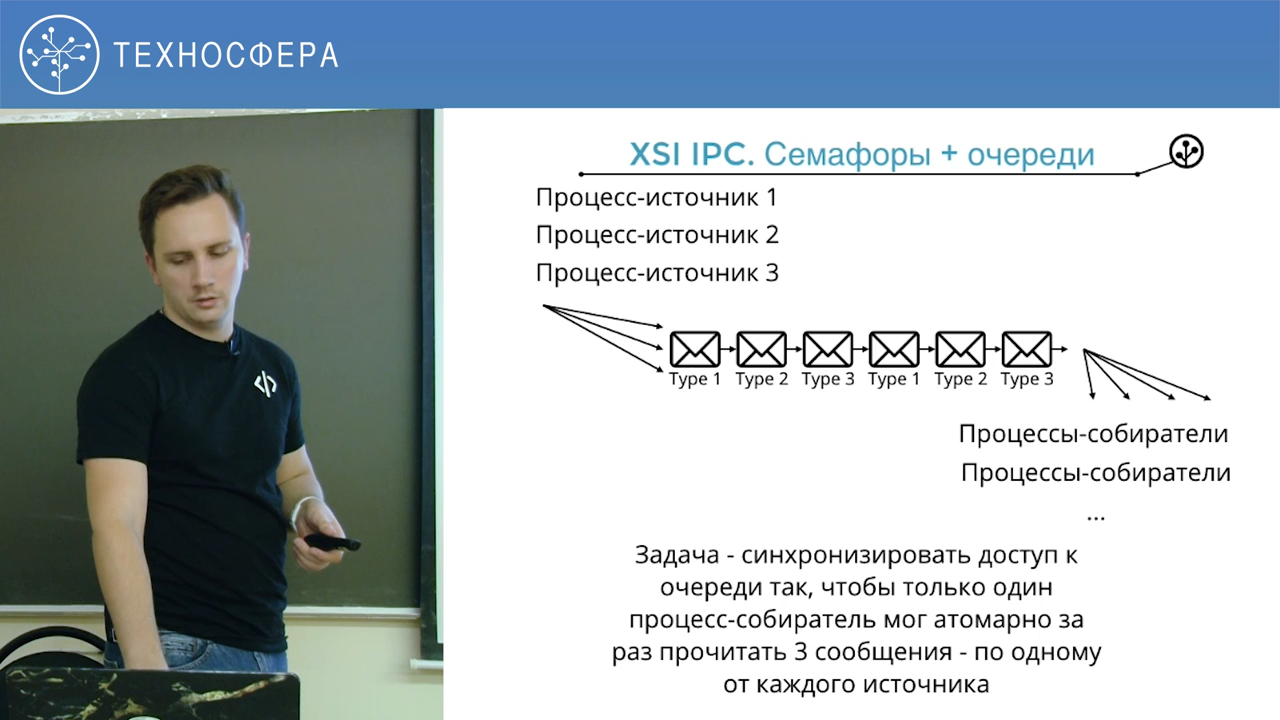 ТЕХНОСФЕРА
XSI IPC. Семафоры + очереди
Процесс-источник 1
Процесс-источник 2
Процесс-источник 3
Type 1 Type 2 Type 3 Type 1 Type 2 Type 3
Процессы-собиратели
Процессы-собиратели
...
Задача - синхронизировать доступ к
очереди так, чтобы только один
процесс-собиратель мог атомарно за
раз прочитать 3 сообщения - по одному
от каждого источника